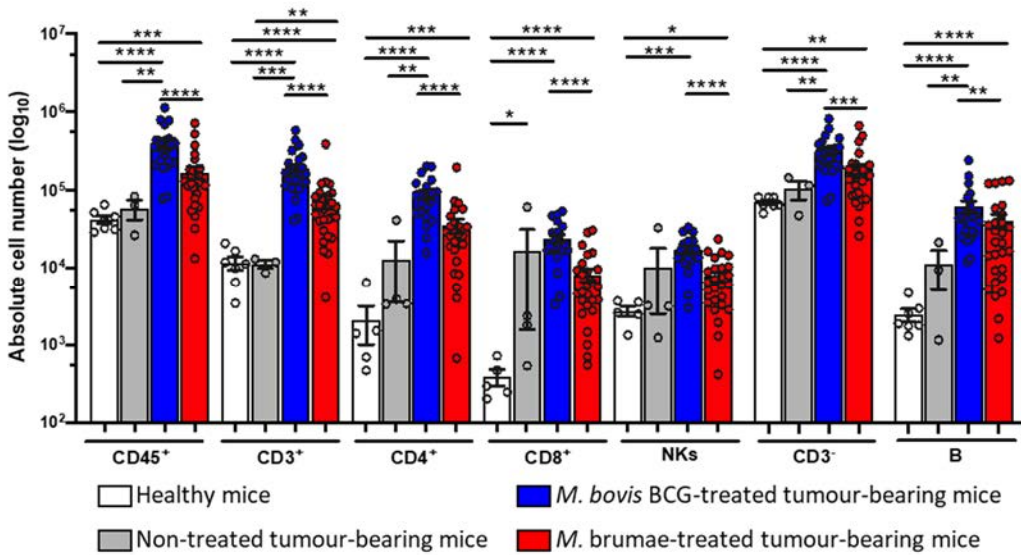 Absolute cell number (log₁₀)
10⁷
10⁶
10⁵
10⁴
10³
10²
**
*** **** *** **** * ** ****
**** **** **** **** *** **** ****
** *** ** **** **** ** **
**** **** **** *** **
*
CD45⁺ CD3⁺ CD4⁺ CD8⁺ NKs CD3⁻ B
Healthy mice M. bovis BCG-treated tumour-bearing mice
Non-treated tumour-bearing mice M. brumae-treated tumour-bearing mice